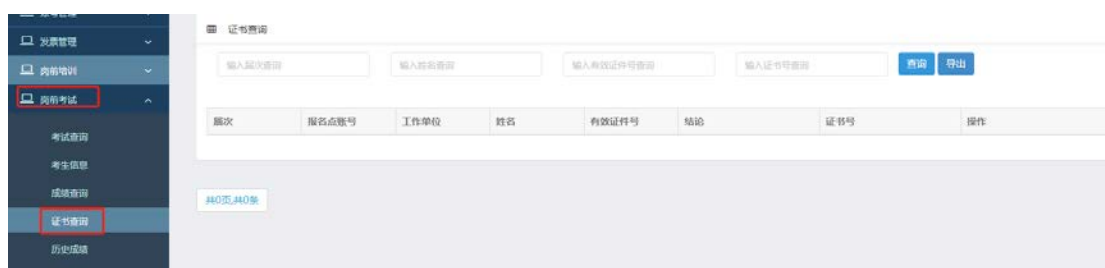 证书查询
发票管理
输入届次查询 输入姓名查询 输入有效证件号查询 输入证书号查询 查询 导出
岗前培训
岗前考试
届次 报名点账号 工作单位 姓名 有效证件号 结论 证书号 操作
考试查询
考生信息
成绩查询
共0页,共0条
证书查询
历史成绩